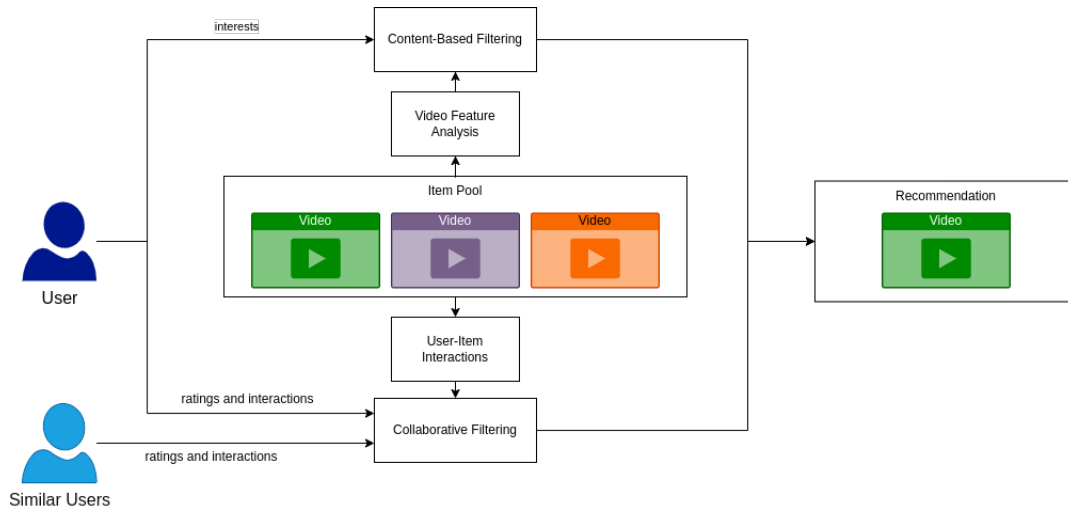 interests
Content-Based Filtering
Video Feature
Analysis
Item Pool
Video
Video
Video
Recommendation
Video
User
User-Item
Interactions
ratings and interactions
Collaborative Filtering
ratings and interactions
Similar Users